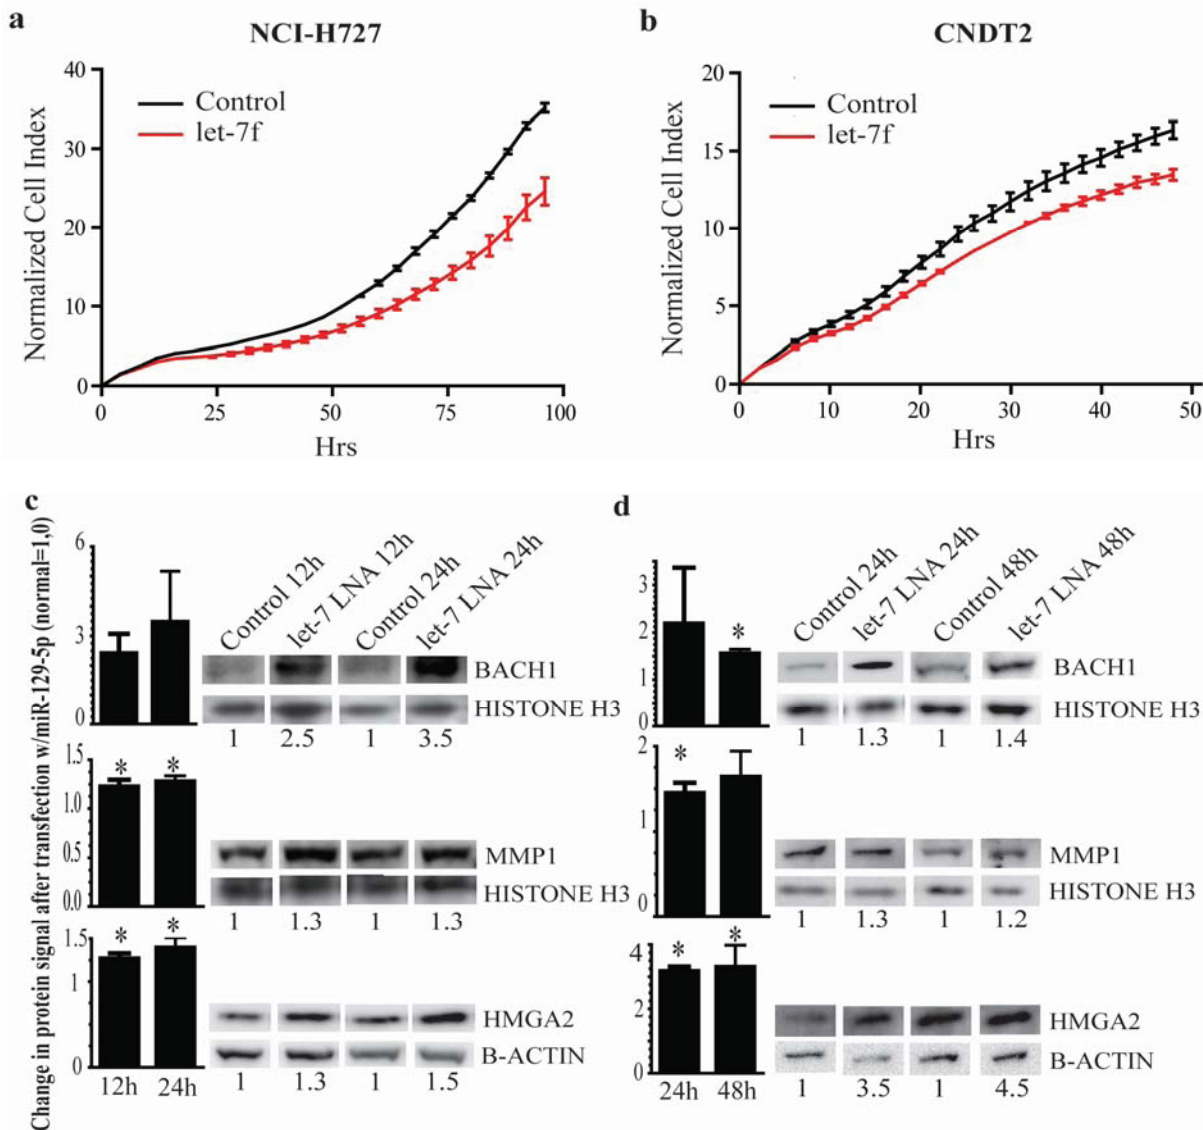 a
NCI-H727
40
30
20
10
0
Normalized Cell Index
Control
let-7f
0 25 50 75 100
Hrs
b
CNDT2
20
15
10
5
0
Normalized Cell Index
Control
let-7f
0 10 20 30 40 50
Hrs
c
Change in protein signal after transfection w/miR-129-5p (normal=1,0)
6
3
0
Control 12h
let-7 LNA 12h
Control 24h
let-7 LNA 24h
BACH1
HISTONE H3
1 2.5 1 3.5
1.5
1.0
0.5
0.0
* *
MMP1
HISTONE H3
1 1.3 1 1.3
1.5
1
0
* *
HMGA2
B-ACTIN
12h 24h
1 1.3 1 1.5
d
3
2
1
0
*
Control 24h
let-7 LNA 24h
Control 48h
let-7 LNA 48h
BACH1
HISTONE H3
1 1.3 1 1.4
2
1
0
*
MMP1
HISTONE H3
1 1.3 1 1.2
4
2
0
* *
HMGA2
B-ACTIN
24h 48h
1 3.5 1 4.5